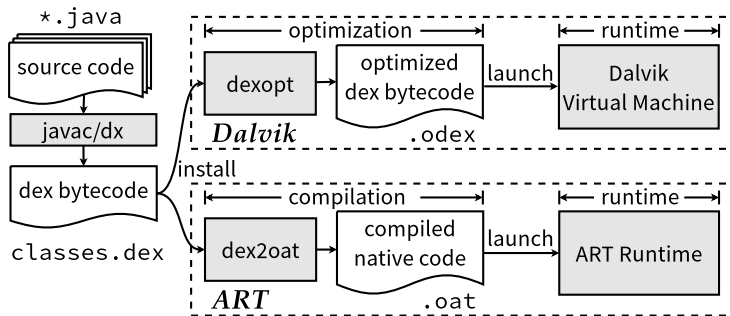 *.java
source code
javac/dx
dex bytecode
classes.dex
install
optimization
runtime
dexopt
optimized
dex bytecode
launch
Dalvik
Virtual Machine
Dalvik
.odex
compilation
runtime
dex2oat
compiled
native code
launch
ART Runtime
ART
.oat